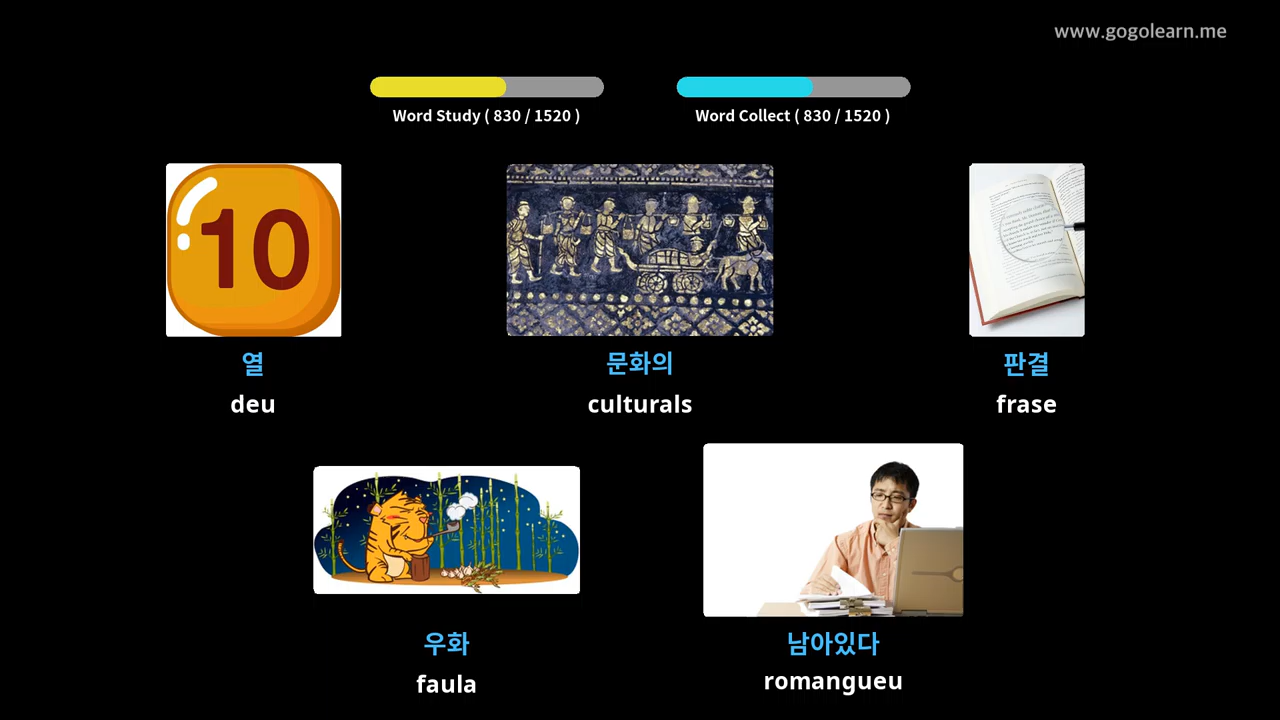 www.gogolearn.me
Word Study ( 830 / 1520 )
Word Collect ( 830 / 1520 )
10
열
deu
문화의
culturals
판결
frase
우화
faula
남아있다
romangueu